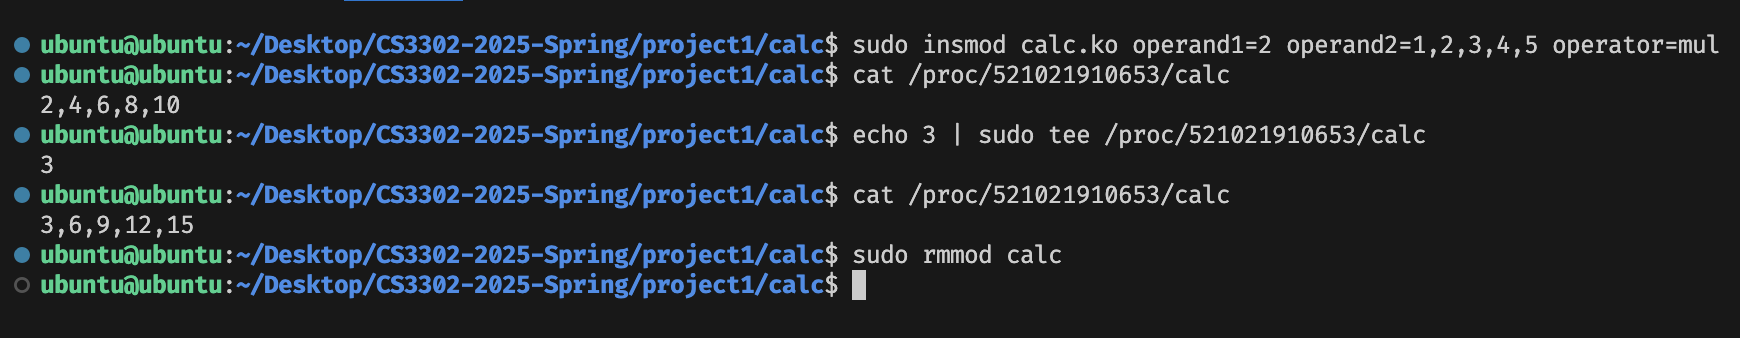 ubuntu@ubuntu:~/Desktop/CS3302-2025-Spring/project1/calc$ sudo insmod calc.ko operand1=2 operand2=1,2,3,4,5 operator=mul
ubuntu@ubuntu:~/Desktop/CS3302-2025-Spring/project1/calc$ cat /proc/521021910653/calc
2,4,6,8,10
ubuntu@ubuntu:~/Desktop/CS3302-2025-Spring/project1/calc$ echo 3 | sudo tee /proc/521021910653/calc
3
ubuntu@ubuntu:~/Desktop/CS3302-2025-Spring/project1/calc$ cat /proc/521021910653/calc
3,6,9,12,15
ubuntu@ubuntu:~/Desktop/CS3302-2025-Spring/project1/calc$ sudo rmmod calc
ubuntu@ubuntu:~/Desktop/CS3302-2025-Spring/project1/calc$